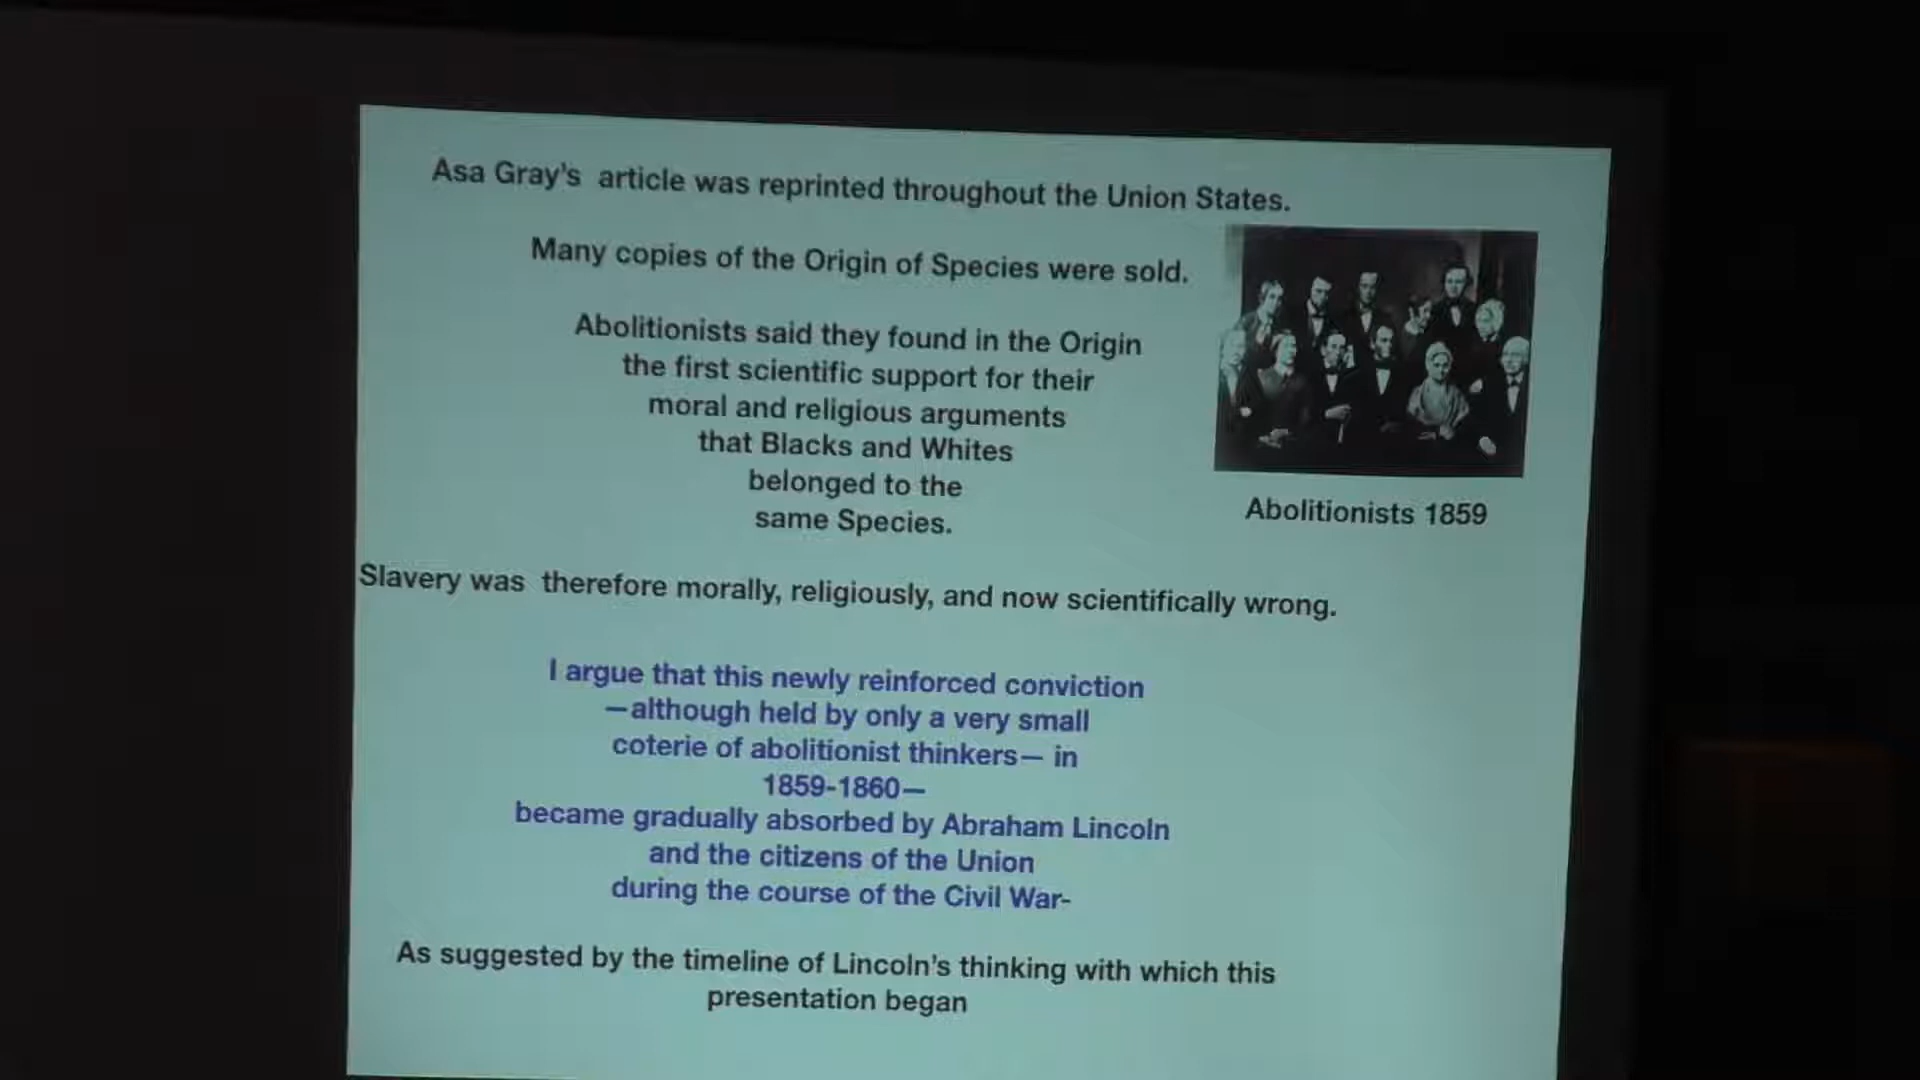 Asa Gray's article was reprinted throughout the Union States.
Many copies of the Origin of Species were sold.
Abolitionists said they found in the Origin
the first scientific support for their
moral and religious arguments
that Blacks and Whites
belonged to the
same Species.
Abolitionists 1859
Slavery was therefore morally, religiously, and now scientifically wrong.
I argue that this newly reinforced conviction
—although held by only a very small
coterie of abolitionist thinkers— in
1859-1860—
became gradually absorbed by Abraham Lincoln
and the citizens of the Union
during the course of the Civil War-
As suggested by the timeline of Lincoln's thinking with which this
presentation began